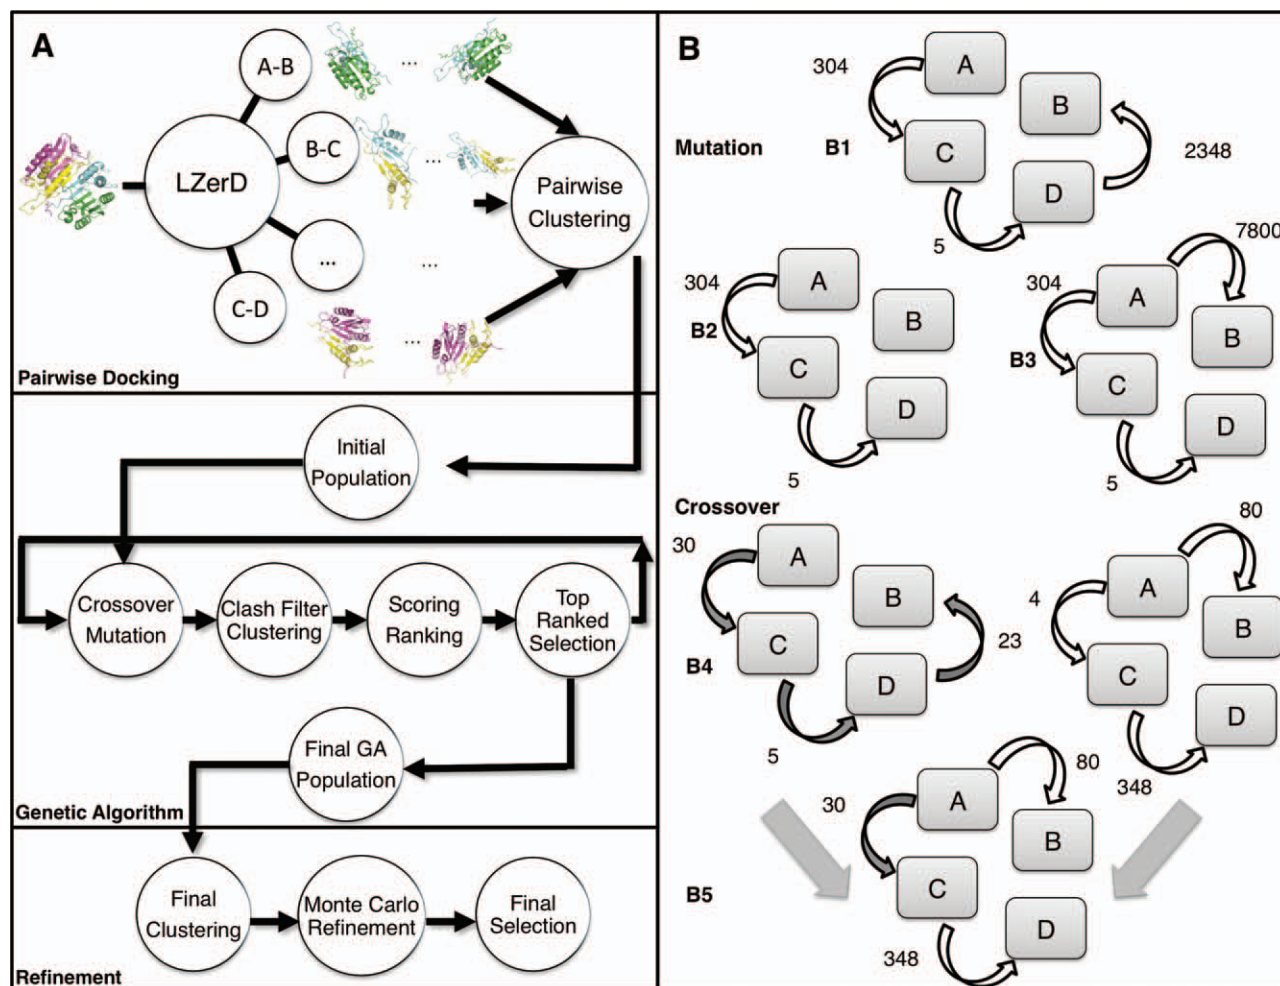 A
A-B
...
B-C
...
LZerD
Pairwise
Clustering
...
...
C-D
...
Pairwise Docking
Initial
Population
Crossover
Mutation
Clash Filter
Clustering
Scoring
Ranking
Top
Ranked
Selection
Final GA
Population
Genetic Algorithm
Final
Clustering
Monte Carlo
Refinement
Final
Selection
Refinement
B
304
A
B
Mutation
B1
C
2348
D
5
304
A
B
B2
C
D
5
7800
304
A
B
B3
C
D
5
Crossover
30
A
B
C
23
B4
D
5
80
A
4
B
C
D
348
80
30
A
B
C
B5
D
348